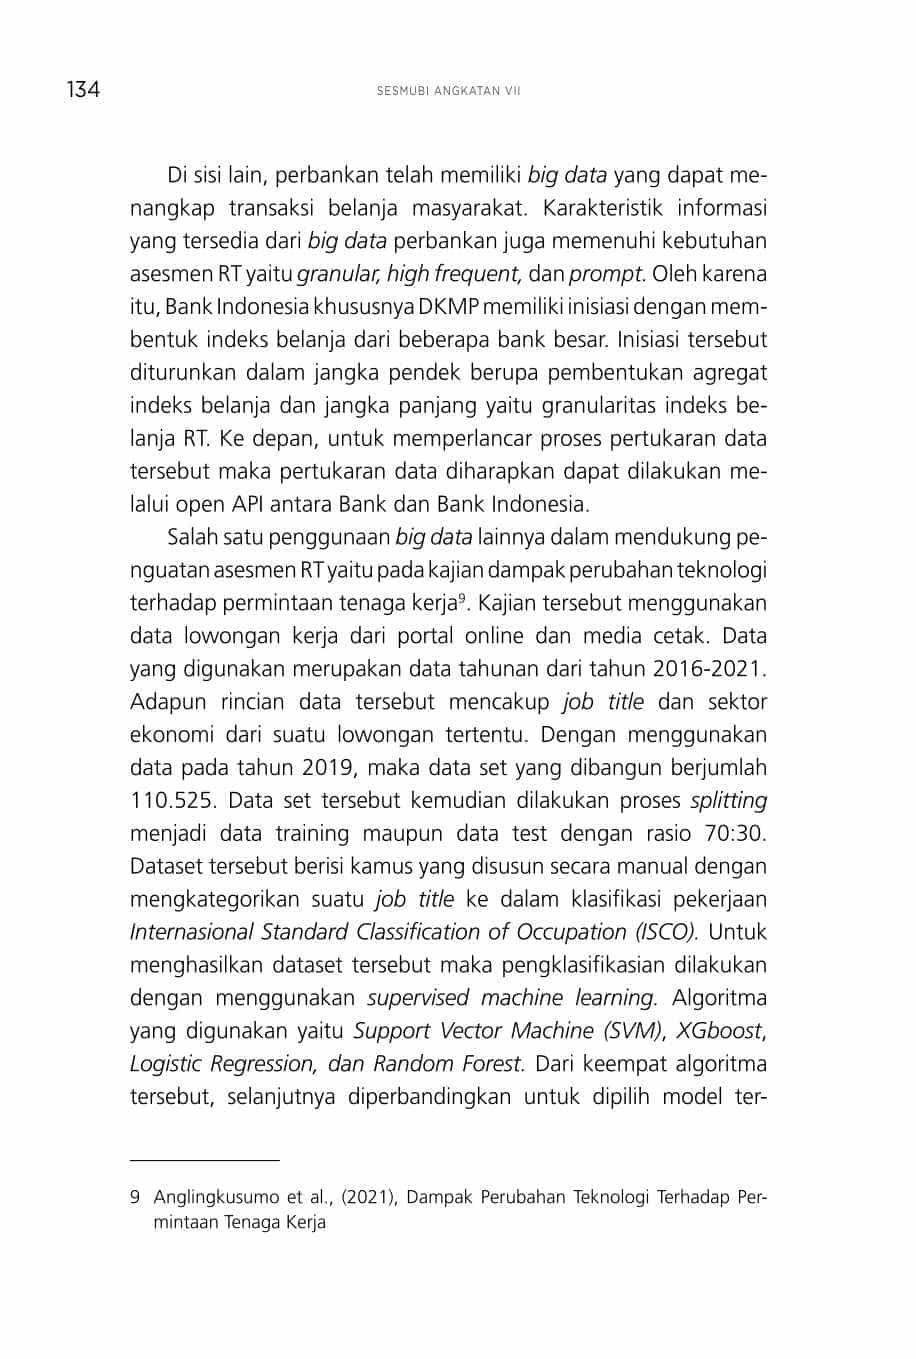 134
SESMUBI ANGKATAN VII
Di sisi lain, perbankan telah memiliki big data yang dapat me-
nangkap transaksi belanja masyarakat. Karakteristik informasi
yang tersedia dari big data perbankan juga memenuhi kebutuhan
asesmen RT yaitu granular, high frequent, dan prompt. Oleh karena
itu, Bank Indonesia khususnya DKMP memiliki inisiasi dengan mem-
bentuk indeks belanja dari beberapa bank besar. Inisiasi tersebut
diturunkan dalam jangka pendek berupa pembentukan agregat
indeks belanja dan jangka panjang yaitu granularitas indeks be-
lanja RT. Ke depan, untuk memperlancar proses pertukaran data
tersebut maka pertukaran data diharapkan dapat dilakukan me-
lalui open API antara Bank dan Bank Indonesia.
Salah satu penggunaan big data lainnya dalam mendukung pe-
nguatan asesmen RT yaitu pada kajian dampak perubahan teknologi
terhadap permintaan tenaga kerja⁹. Kajian tersebut menggunakan
data lowongan kerja dari portal online dan media cetak. Data
yang digunakan merupakan data tahunan dari tahun 2016-2021.
Adapun rincian data tersebut mencakup job title dan sektor
ekonomi dari suatu lowongan tertentu. Dengan menggunakan
data pada tahun 2019, maka data set yang dibangun berjumlah
110.525. Data set tersebut kemudian dilakukan proses splitting
menjadi data training maupun data test dengan rasio 70:30.
Dataset tersebut berisi kamus yang disusun secara manual dengan
mengkategorikan suatu job title ke dalam klasifikasi pekerjaan
Internasional Standard Classification of Occupation (ISCO). Untuk
menghasilkan dataset tersebut maka pengklasifikasian dilakukan
dengan menggunakan supervised machine learning. Algoritma
yang digunakan yaitu Support Vector Machine (SVM), XGboost,
Logistic Regression, dan Random Forest. Dari keempat algoritma
tersebut, selanjutnya diperbandingkan untuk dipilih model ter-
9 Anglingkusumo et al., (2021), Dampak Perubahan Teknologi Terhadap Per-
mintaan Tenaga Kerja